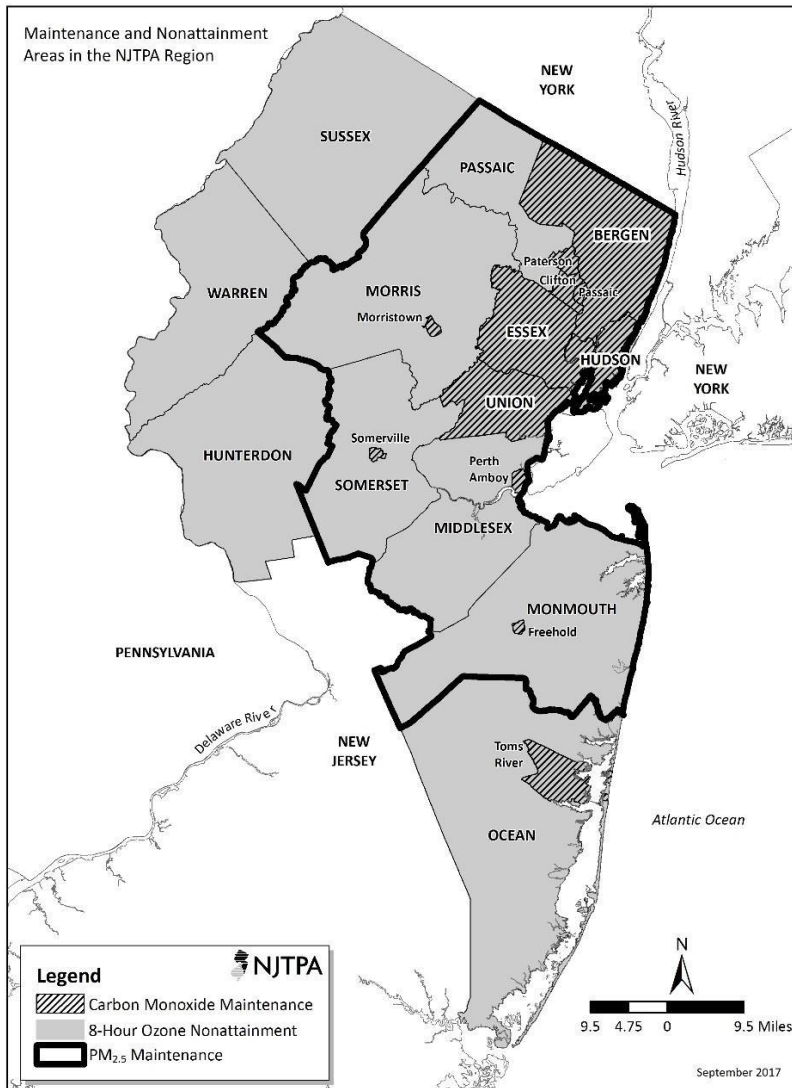 Maintenance and Nonattainment
Areas in the NJTPA Region
NEW
YORK
Hudson River
SUSSEX
PASSAIC
BERGEN
Paterson
Clifton
Passaic
WARREN
MORRIS
Morristown
ESSEX
HUDSON
NEW
YORK
UNION
Somerville
HUNTERDON
SOMERSET
Perth
Amboy
MIDDLESEX
MONMOUTH
Freehold
PENNSYLVANIA
Delaware River
NEW
JERSEY
Toms
River
Atlantic Ocean
OCEAN
Legend
NJTPA
Carbon Monoxide Maintenance
8-Hour Ozone Nonattainment
PM2.5 Maintenance
N
9.5 4.75 0 9.5 Miles
September 2017